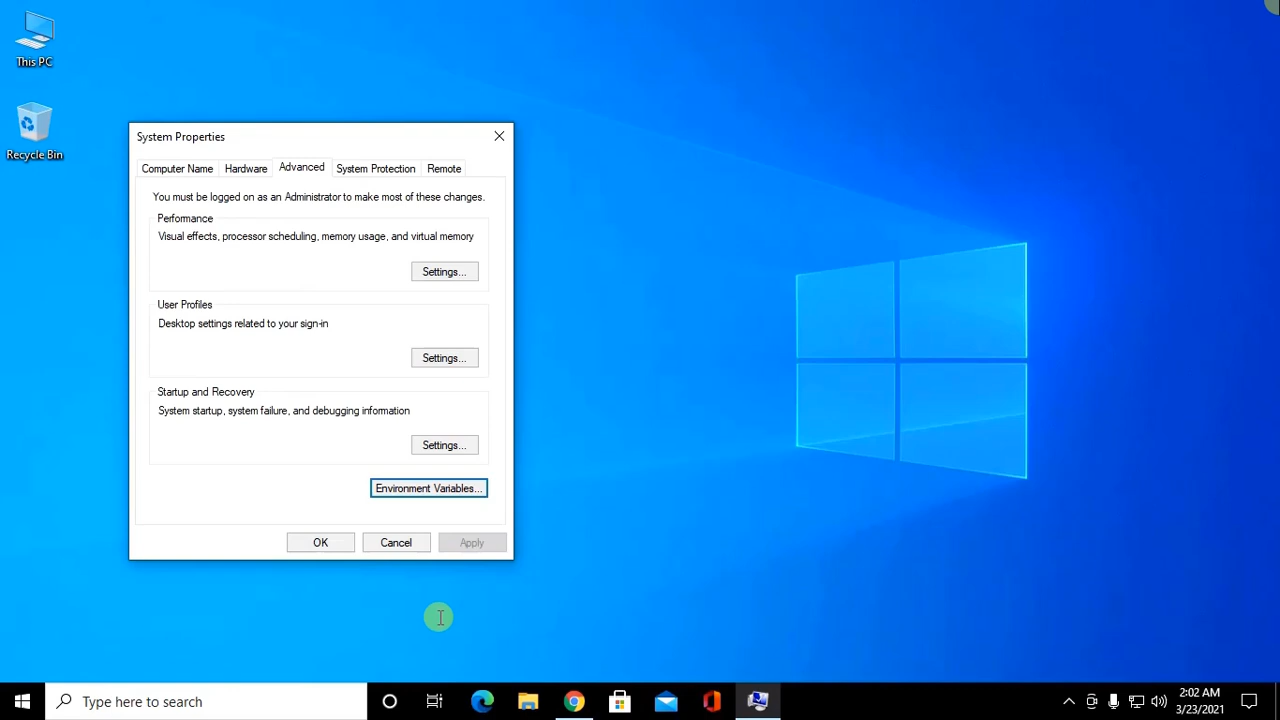 This PC
Recycle Bin
System Properties
Computer Name Hardware Advanced System Protection Remote
You must be logged on as an Administrator to make most of these changes.
Performance
Visual effects, processor scheduling, memory usage, and virtual memory
Settings...
User Profiles
Desktop settings related to your sign-in
Settings...
Startup and Recovery
System startup, system failure, and debugging information
Settings...
Environment Variables...
OK Cancel Apply
Type here to search
2:02 AM
3/23/2021